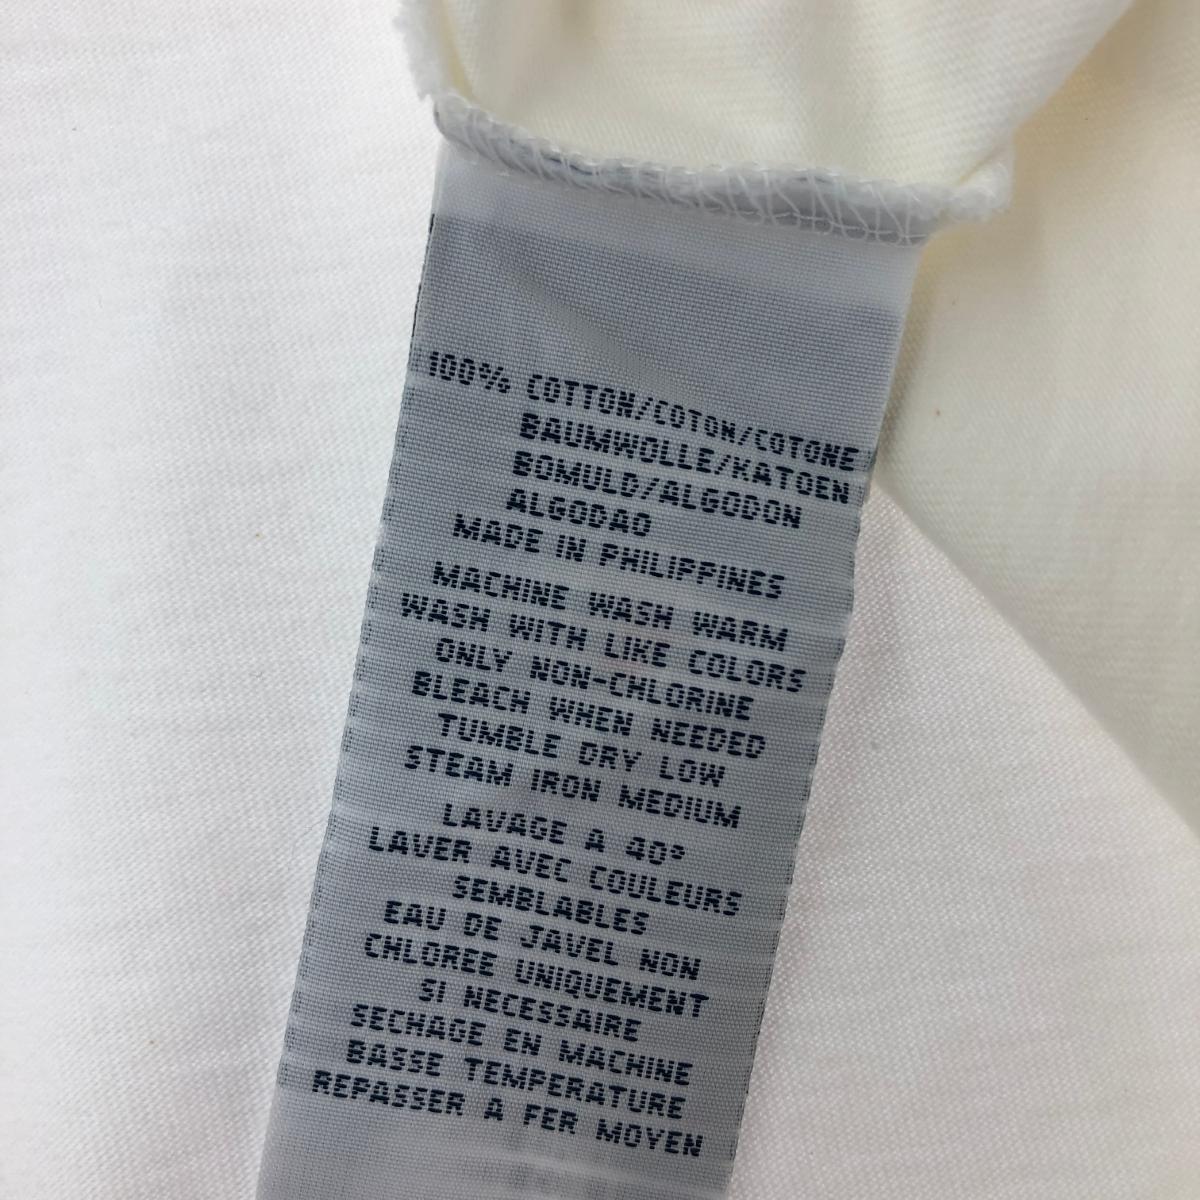 100% COTTON/COTON/COTONE
BAUMWOLLE/KATOEN
BOMULD/ALGODON
ALGODAO
MADE IN PHILIPPINES
MACHINE WASH WARM
WASH WITH LIKE COLORS
ONLY NON-CHLORINE
BLEACH WHEN NEEDED
TUMBLE DRY LOW
STEAM IRON MEDIUM
LAVAGE A 40°
LAVER AVEC COULEURS
SEMBLABLES
EAU DE JAVEL NON
CHLOREE UNIQUEMENT
SI NECESSAIRE
SECHAGE EN MACHINE
BASSE TEMPERATURE
REPASSER A FER MOYEN